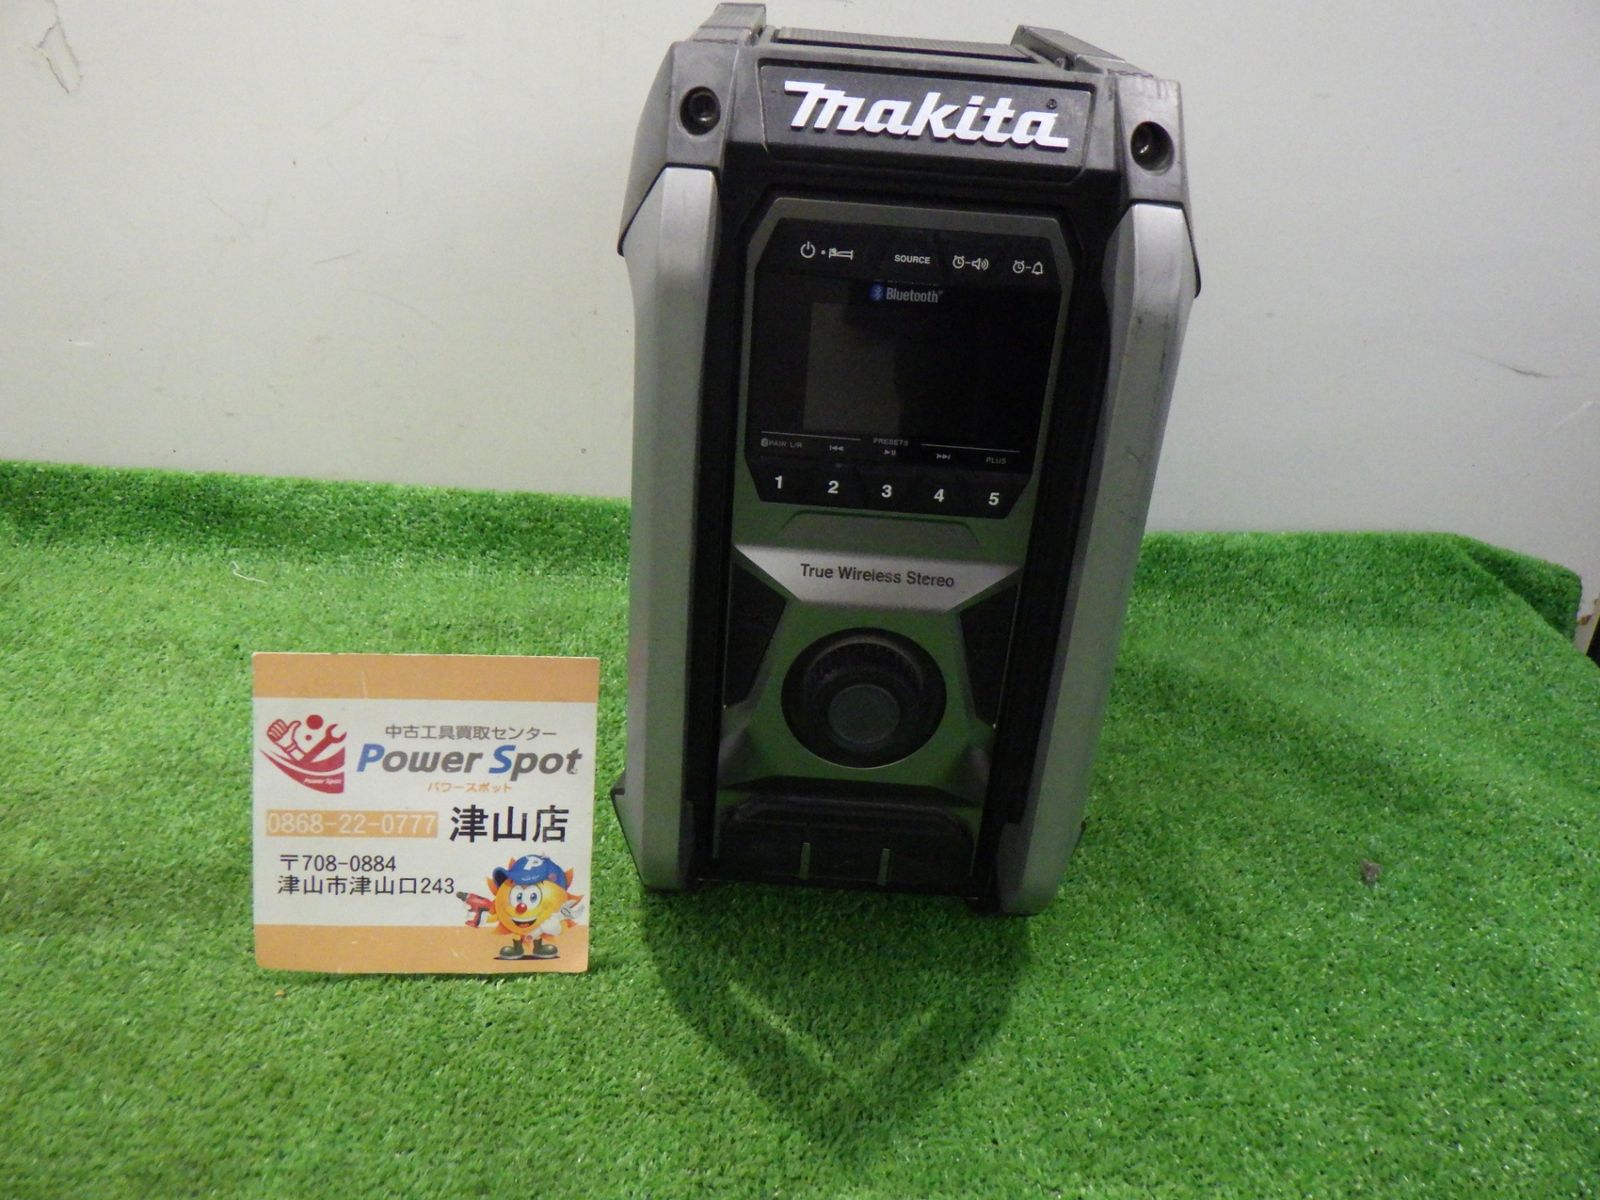 makita
SOURCE
Bluetooth
PAIR L/R
PRESETS
PLUS
1 2 3 4 5
True Wireless Stereo
中古工具買取センター
Power Spot
パワースポット
Power Spot
0868-22-0777 津山店
〒708-0884
津山市津山口243
P